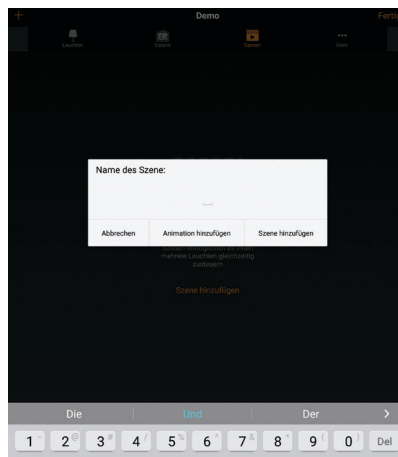 + Demo Fertig
Leuchten Galerie Szenen Mehr
Name des Szene:
Abbrechen Animation hinzufügen Szene hinzufügen
mehrere Leuchten gleichzeitig
zusteuern
Szene hinzufügen
Die Und Der >
1 - 2 @ 3 # 4 / 5 % 6 ^ 7 & 8 * 9 ( 0 ) Del